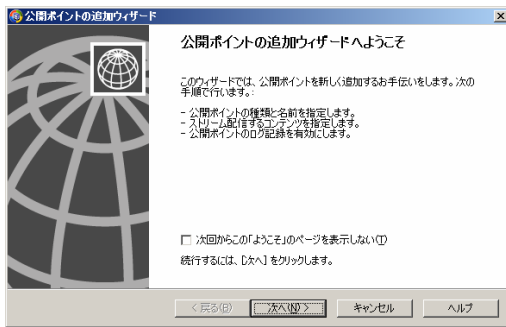 公開ポイントの追加ウィザード
公開ポイントの追加ウィザードへようこそ
このウィザードでは、公開ポイントを新しく追加するお手伝いをします。次の
手順で行います。:
- 公開ポイントの種類と名前を指定します。
- ストリーム配信するコンテンツを指定します。
- 公開ポイントのログ記録を有効にします。
次回からこの「ようこそ」のページを表示しない(T)
続行するには、[次へ] をクリックします。
< 戻る(B)
次へ(N) >
キャンセル
ヘルプ